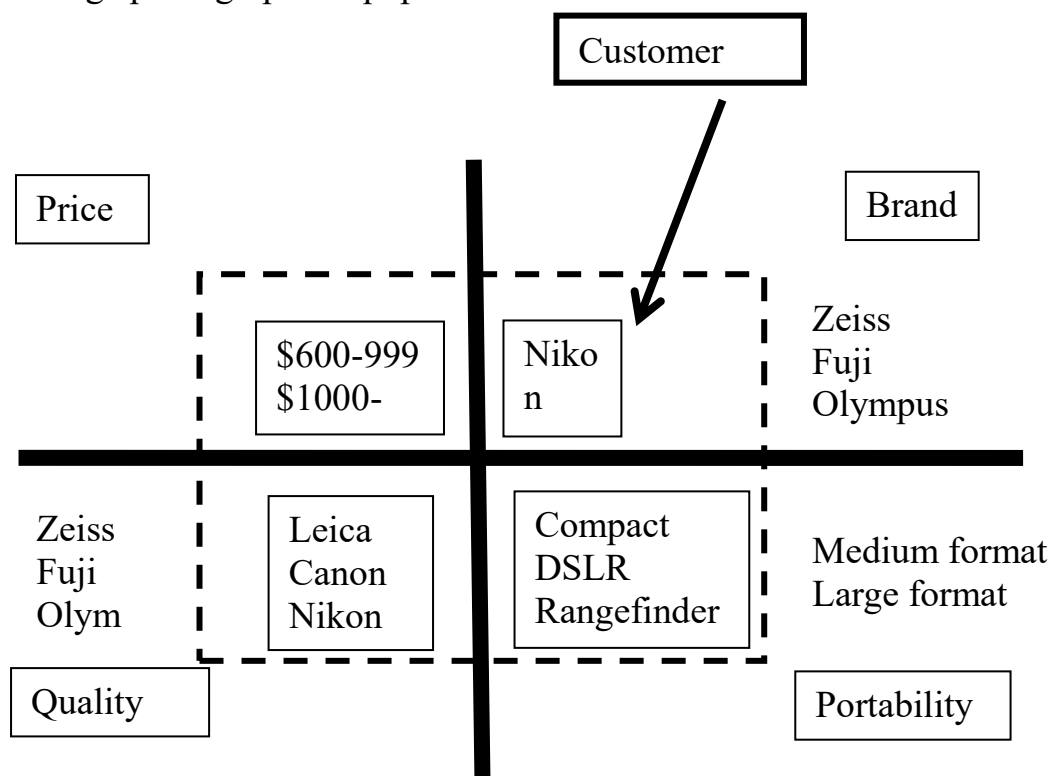 Customer
Price
Brand
$600-999
$1000-
Niko
n
Zeiss
Fuji
Olympus
Zeiss
Fuji
Olym
Leica
Canon
Nikon
Compact
DSLR
Rangefinder
Medium format
Large format
Quality
Portability